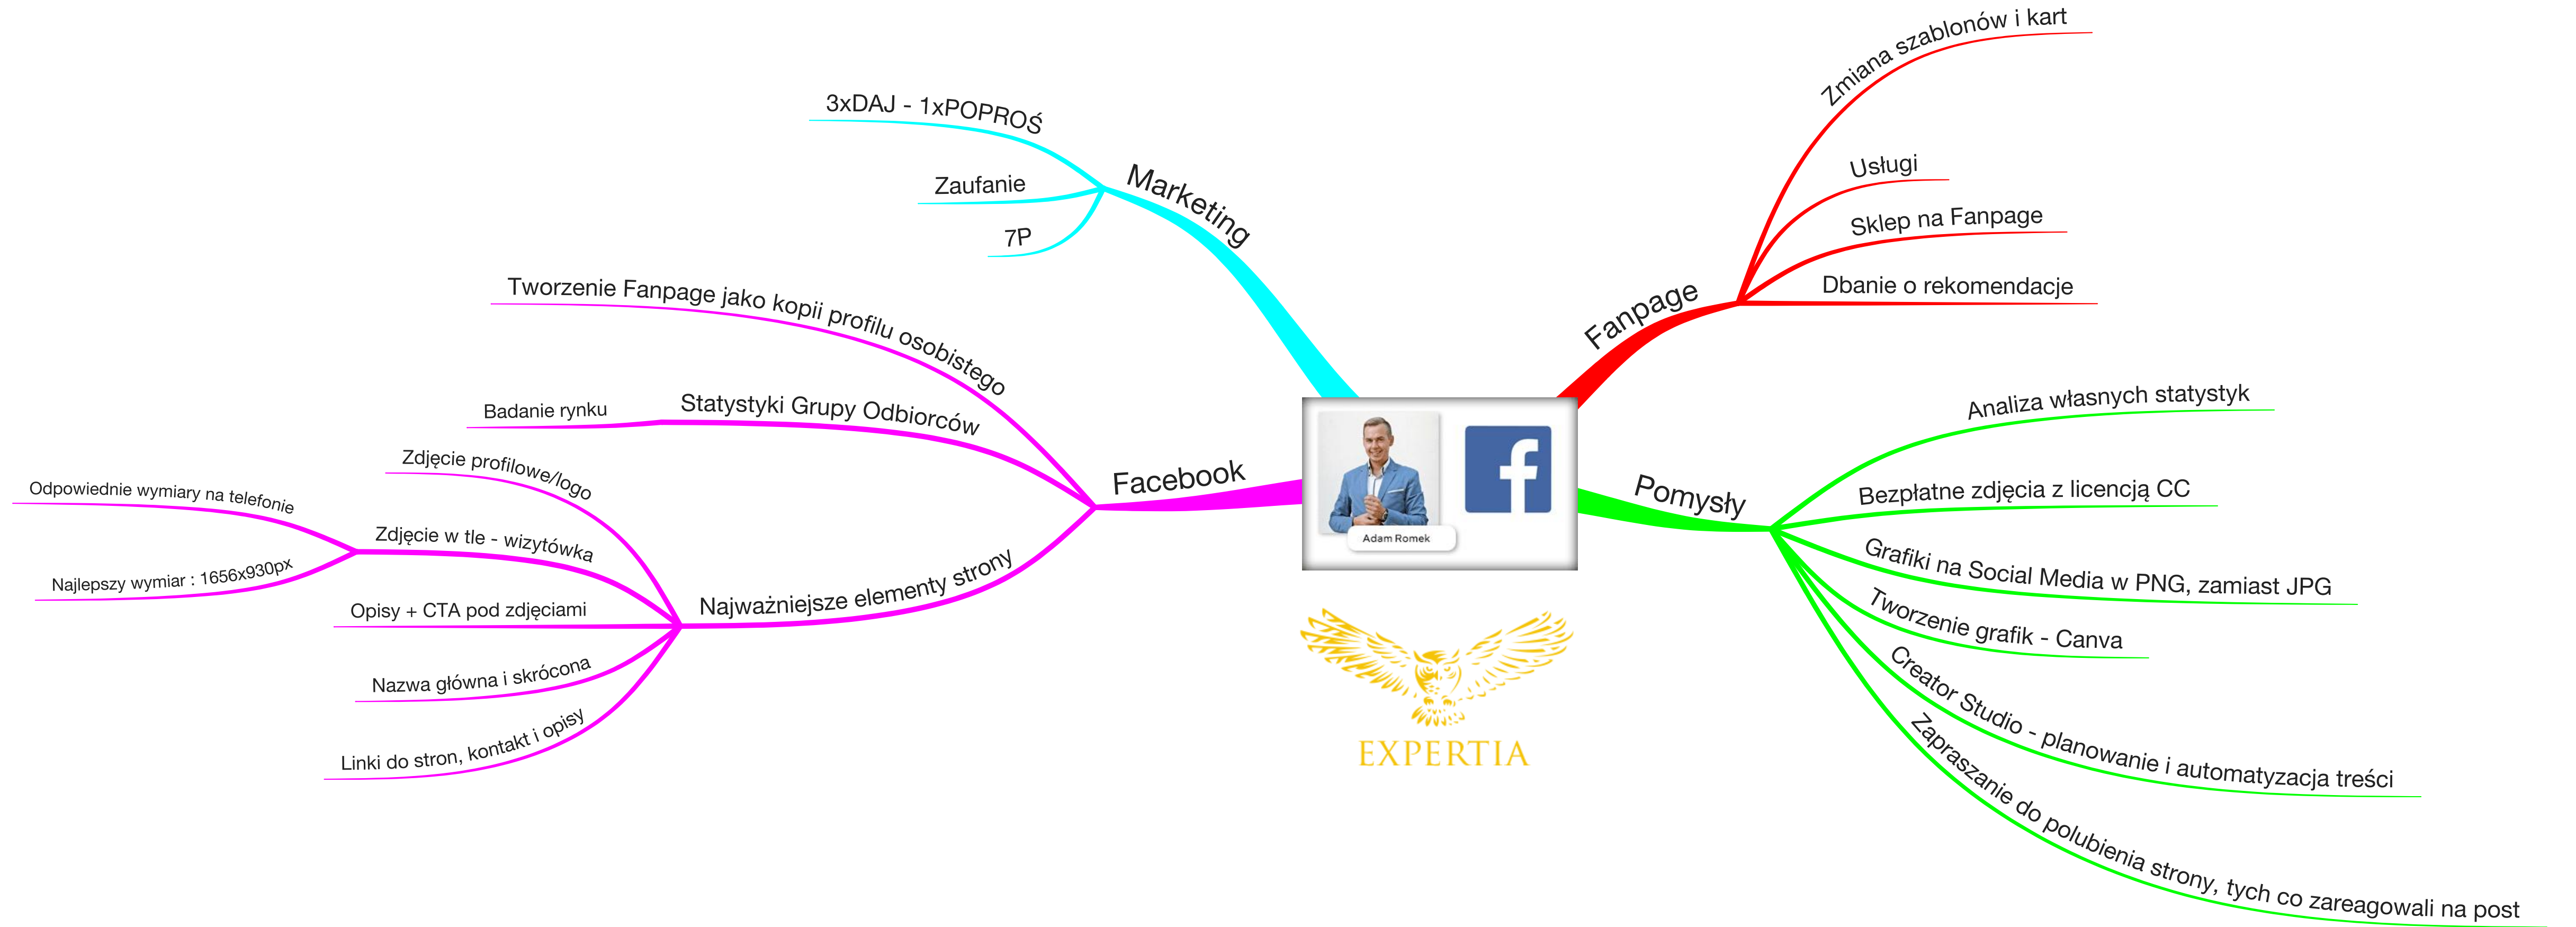 Marketing
3xDAJ - 1xPOPROŚ
Zaufanie
7P
Facebook
Tworzenie Fanpage jako kopii profilu osobistego
Statystyki Grupy Odbiorców
Badanie rynku
Najważniejsze elementy strony
Zdjęcie profilowe/logo
Zdjęcie w tle - wizytówka
Odpowiednie wymiary na telefonie
Najlepszy wymiar : 1656x930px
Opisy + CTA pod zdjęciami
Nazwa główna i skrócona
Linki do stron, kontakt i opisy
Adam Romek
f
EXPERTIA
Fanpage
Zmiana szablonów i kart
Usługi
Sklep na Fanpage
Dbanie o rekomendacje
Pomysły
Analiza własnych statystyk
Bezpłatne zdjęcia z licencją CC
Grafiki na Social Media w PNG, zamiast JPG
Tworzenie grafik - Canva
Creator Studio - planowanie i automatyzacja treści
Zapraszanie do polubienia strony, tych co zareagowali na post